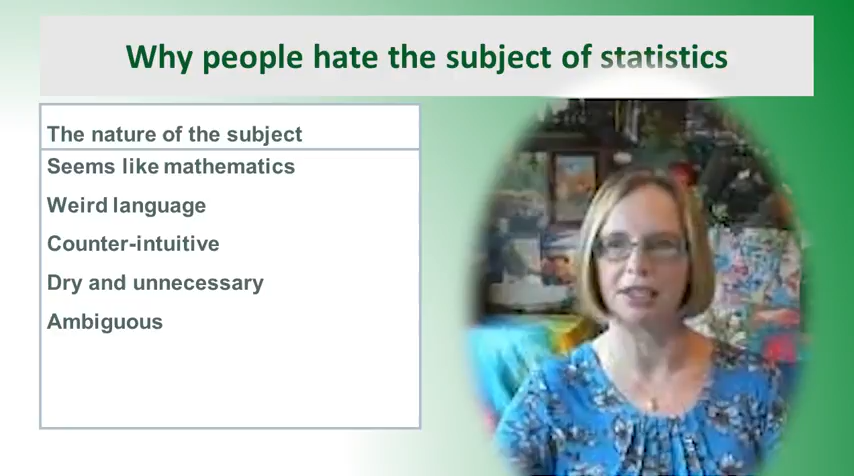 Why people hate the subject of statistics
The nature of the subject
Seems like mathematics
Weird language
Counter-intuitive
Dry and unnecessary
Ambiguous